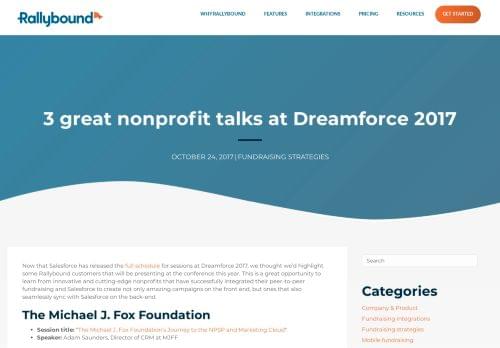 Rallybound
WHY RALLYBOUND
FEATURES
INTEGRATIONS
PRICING
RESOURCES
GET STARTED
3 great nonprofit talks at Dreamforce 2017
OCTOBER 24, 2017 | FUNDRAISING STRATEGIES
Now that Salesforce has released the full schedule for sessions at Dreamforce 2017, we thought we'd highlight
some Rallybound customers that will be presenting at the conference this year. This is a great opportunity to
learn from innovative and cutting-edge nonprofits that have successfully integrated their peer-to-peer
fundraising and Salesforce to create not only amazing campaigns on the front end, but ones that also
seamlessly sync with Salesforce on the back-end.
The Michael J. Fox Foundation
• Session title: "The Michael J. Fox Foundation's Journey to the NPSP and Marketing Cloud"
• Speaker: Adam Saunders, Director of CRM at MJFF
Search
Categories
Company & Product
Fundraising integrations
Fundraising strategies
Mobile fundraising